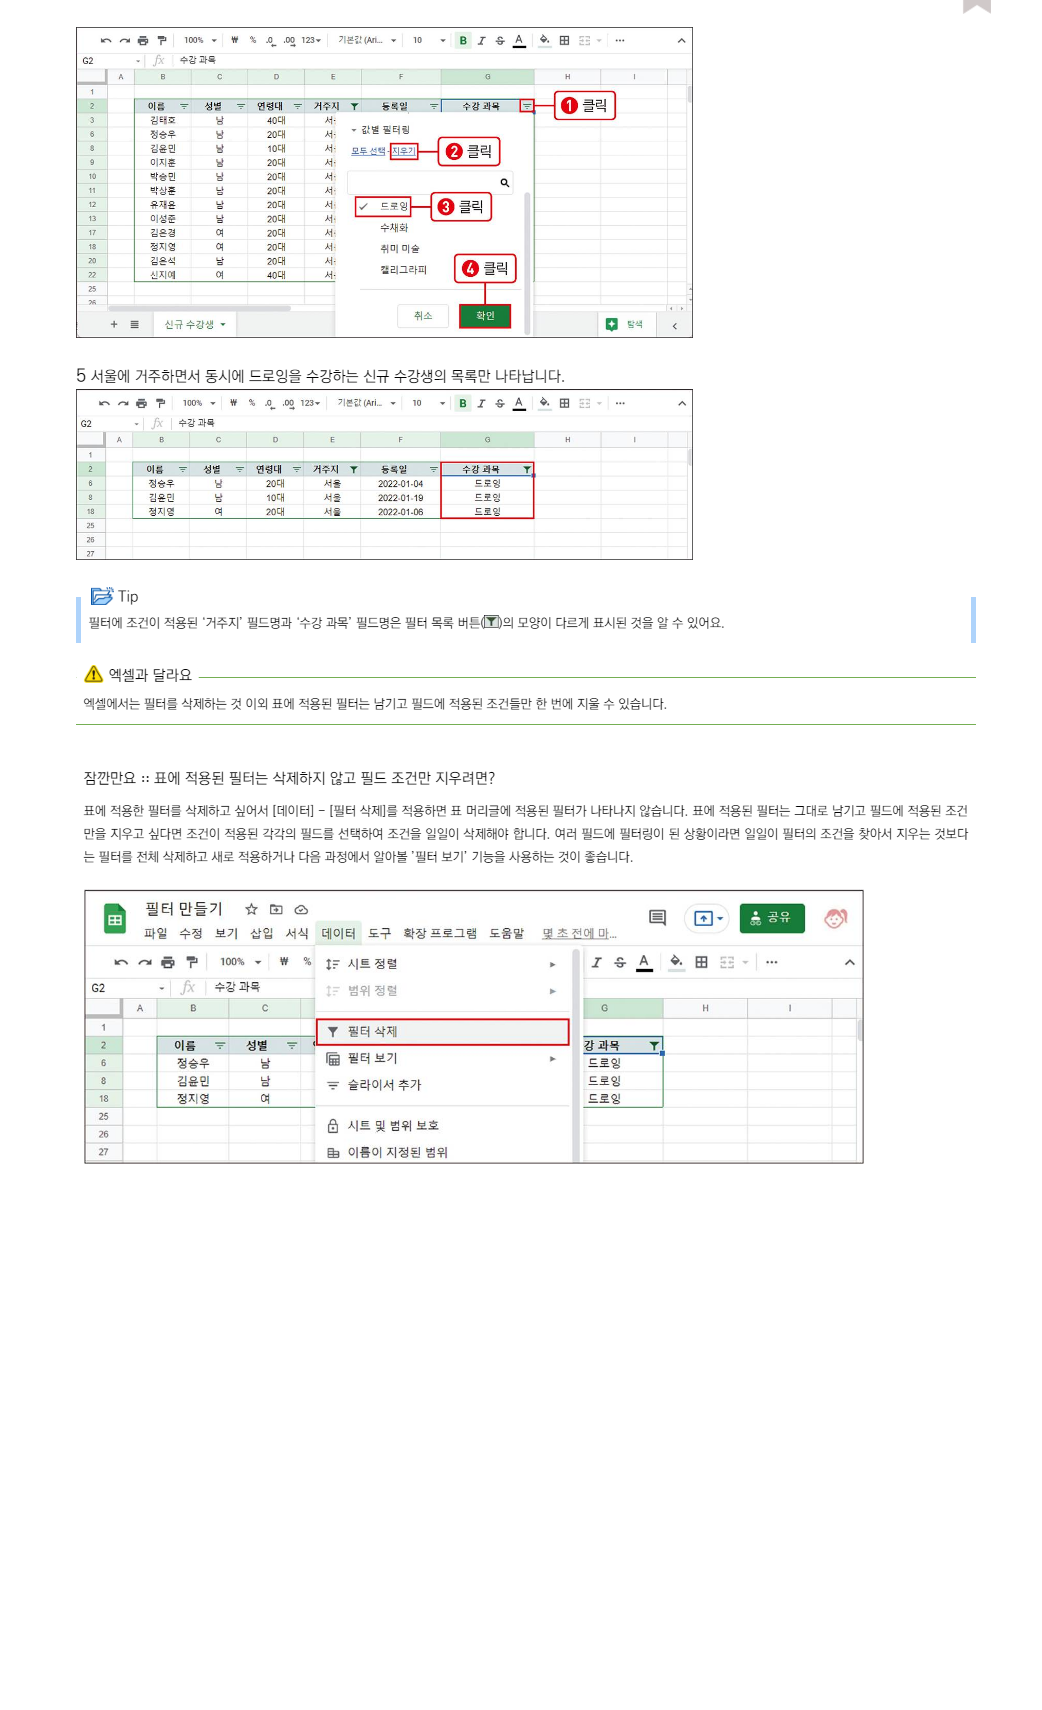 100% ₩ % .0 .00 123 기본값 (Ari... 10 B I S A
G2 fx 수강 과목
A B C D E F G H I
1
2 이름 성별 연령대 거주지 등록일 수강 과목 1 클릭
3 김태호 남 40대 서 값별 필터링
6 정승우 남 20대 서
8 김윤민 남 10대 서 모두 선택 - 지우기 2 클릭
9 이지훈 남 20대 서
10 박승민 남 20대 서
11 박상훈 남 20대 서
12 유재윤 남 20대 서 드로잉 3 클릭
13 이성준 남 20대 서
17 김은경 여 20대 서 수채화
18 정지영 여 20대 서 취미 미술
20 김은석 남 20대 서
22 신지예 여 40대 서 캘리그라피 4 클릭
25
26
취소 확인
신규 수강생 탐색
5 서울에 거주하면서 동시에 드로잉을 수강하는 신규 수강생의 목록만 나타납니다.
100% ₩ % .0 .00 123 기본값 (Ari... 10 B I S A
G2 fx 수강 과목
A B C D E F G H I
1
2 이름 성별 연령대 거주지 등록일 수강 과목
6 정승우 남 20대 서울 2022-01-04 드로잉
8 김윤민 남 10대 서울 2022-01-19 드로잉
18 정지영 여 20대 서울 2022-01-06 드로잉
25
26
27
Tip
필터에 조건이 적용된 ‘거주지’ 필드명과 ‘수강 과목’ 필드명은 필터 목록 버튼()의 모양이 다르게 표시된 것을 알 수 있어요.
엑셀과 달라요
엑셀에서는 필터를 삭제하는 것 이외 표에 적용된 필터는 남기고 필드에 적용된 조건들만 한 번에 지울 수 있습니다.
잠깐만요 :: 표에 적용된 필터는 삭제하지 않고 필드 조건만 지우려면?
표에 적용한 필터를 삭제하고 싶어서 [데이터] - [필터 삭제]를 적용하면 표 머리글에 적용된 필터가 나타나지 않습니다. 표에 적용된 필터는 그대로 남기고 필드에 적용된 조건
만을 지우고 싶다면 조건이 적용된 각각의 필드를 선택하여 조건을 일일이 삭제해야 합니다. 여러 필드에 필터링이 된 상황이라면 일일이 필터의 조건을 찾아서 지우는 것보다
는 필터를 전체 삭제하고 새로 적용하거나 다음 과정에서 알아볼 ’필터 보기’ 기능을 사용하는 것이 좋습니다.
필터 만들기 공유
파일 수정 보기 삽입 서식 데이터 도구 확장 프로그램 도움말 몇 초 전에 마...
100% ₩ % 시트 정렬 I S A
G2 fx 수강 과목 범위 정렬
A B C G H I
1 필터 삭제
2 이름 성별 강 과목
6 정승우 남 필터 보기 드로잉
8 김윤민 남 슬라이서 추가 드로잉
18 정지영 여 드로잉
25 시트 및 범위 보호
26
27 이름이 지정된 범위